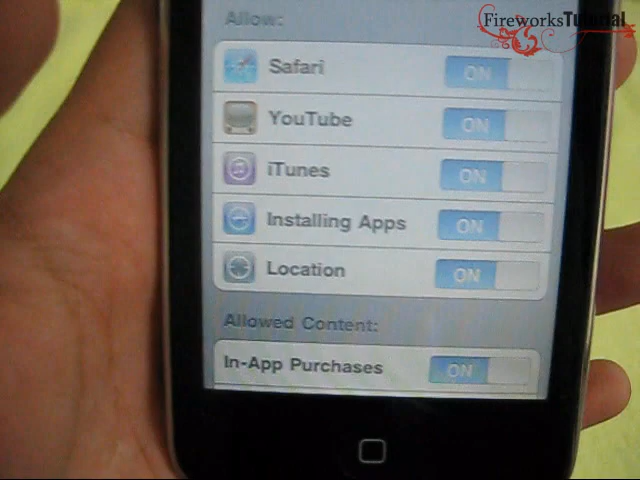 FireworksTutorial
Allow:
Safari ON
YouTube ON
iTunes ON
Installing Apps ON
Location ON
Allowed Content:
In-App Purchases ON